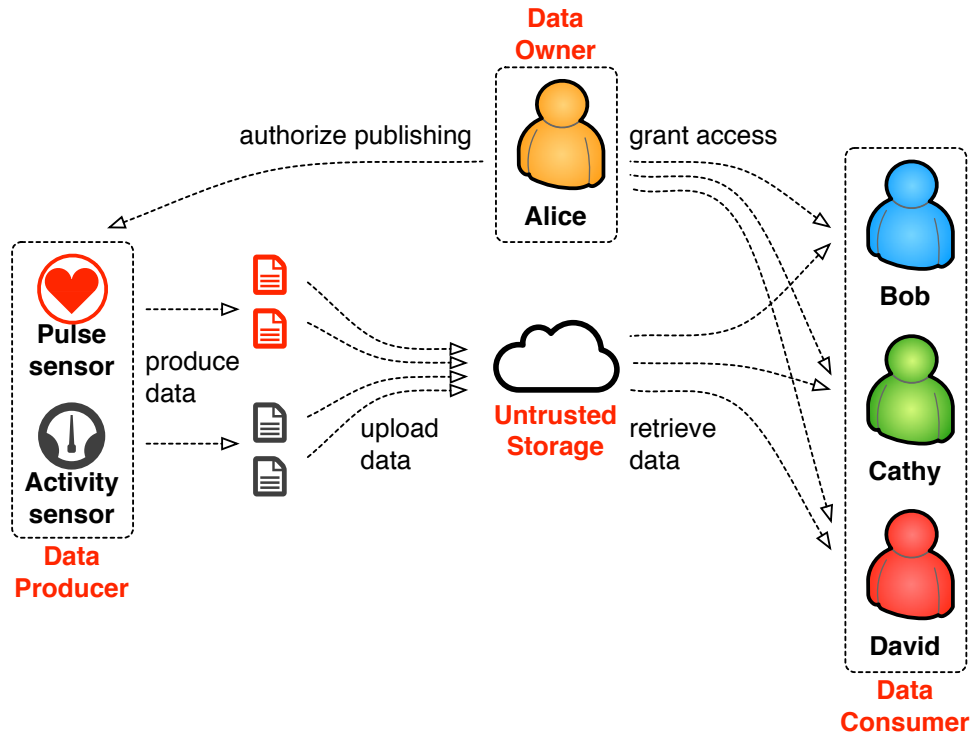 Data
Owner
authorize publishing
grant access
Alice
Bob
Pulse
sensor
produce
data
Activity
sensor
Data
Producer
upload
data
Untrusted
Storage
retrieve
data
Cathy
David
Data
Consumer